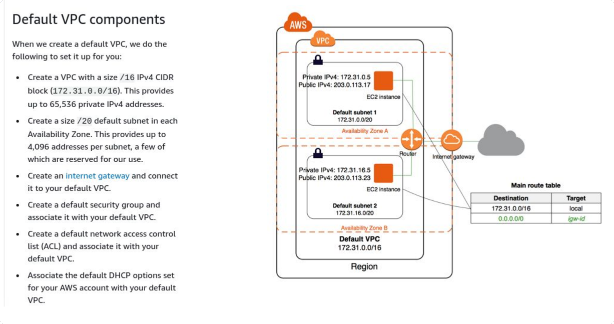 Default VPC components
When we create a default VPC, we do the
following to set it up for you:
• Create a VPC with a size /16 IPv4 CIDR
block (172.31.0.0/16). This provides
up to 65,536 private IPv4 addresses.
• Create a size /20 default subnet in each
Availability Zone. This provides up to
4,096 addresses per subnet, a few of
which are reserved for our use.
• Create an internet gateway and connect
it to your default VPC.
• Create a default security group and
associate it with your default VPC.
• Create a default network access control
list (ACL) and associate it with your
default VPC.
• Associate the default DHCP options set
for your AWS account with your default
VPC.
AWS
VPC
Private IPv4: 172.31.0.5
Public IPv4: 203.0.113.17
EC2 instance
Default subnet 1
172.31.0.0/20
Availability Zone A
Router
Internet gateway
Private IPv4: 172.31.16.5
Public IPv4: 203.0.113.23
EC2 instance
Default subnet 2
172.31.16.0/20
Availability Zone B
Default VPC
172.31.0.0/16
Region
Main route table
Destination Target
172.31.0.0/16 local
0.0.0.0/0 igw-id